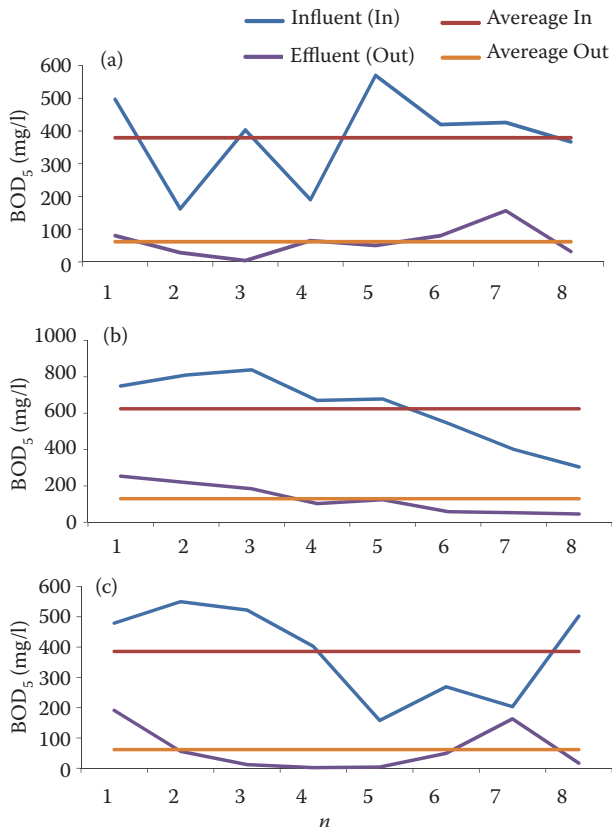 Influent (In)
Avereage In
Effluent (Out)
Avereage Out
(a)
BOD5 (mg/l)
600
500
400
300
200
100
0
1 2 3 4 5 6 7 8
(b)
BOD5 (mg/l)
1000
800
600
400
200
0
1 2 3 4 5 6 7 8
(c)
BOD5 (mg/l)
600
500
400
300
200
100
0
1 2 3 4 5 6 7 8
n